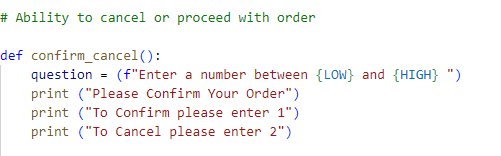 # Ability to cancel or proceed with order
def confirm_cancel():
question = (f"Enter a number between {LOW} and {HIGH} ")
print ("Please Confirm Your Order")
print ("To Confirm please enter 1")
print ("To Cancel please enter 2")